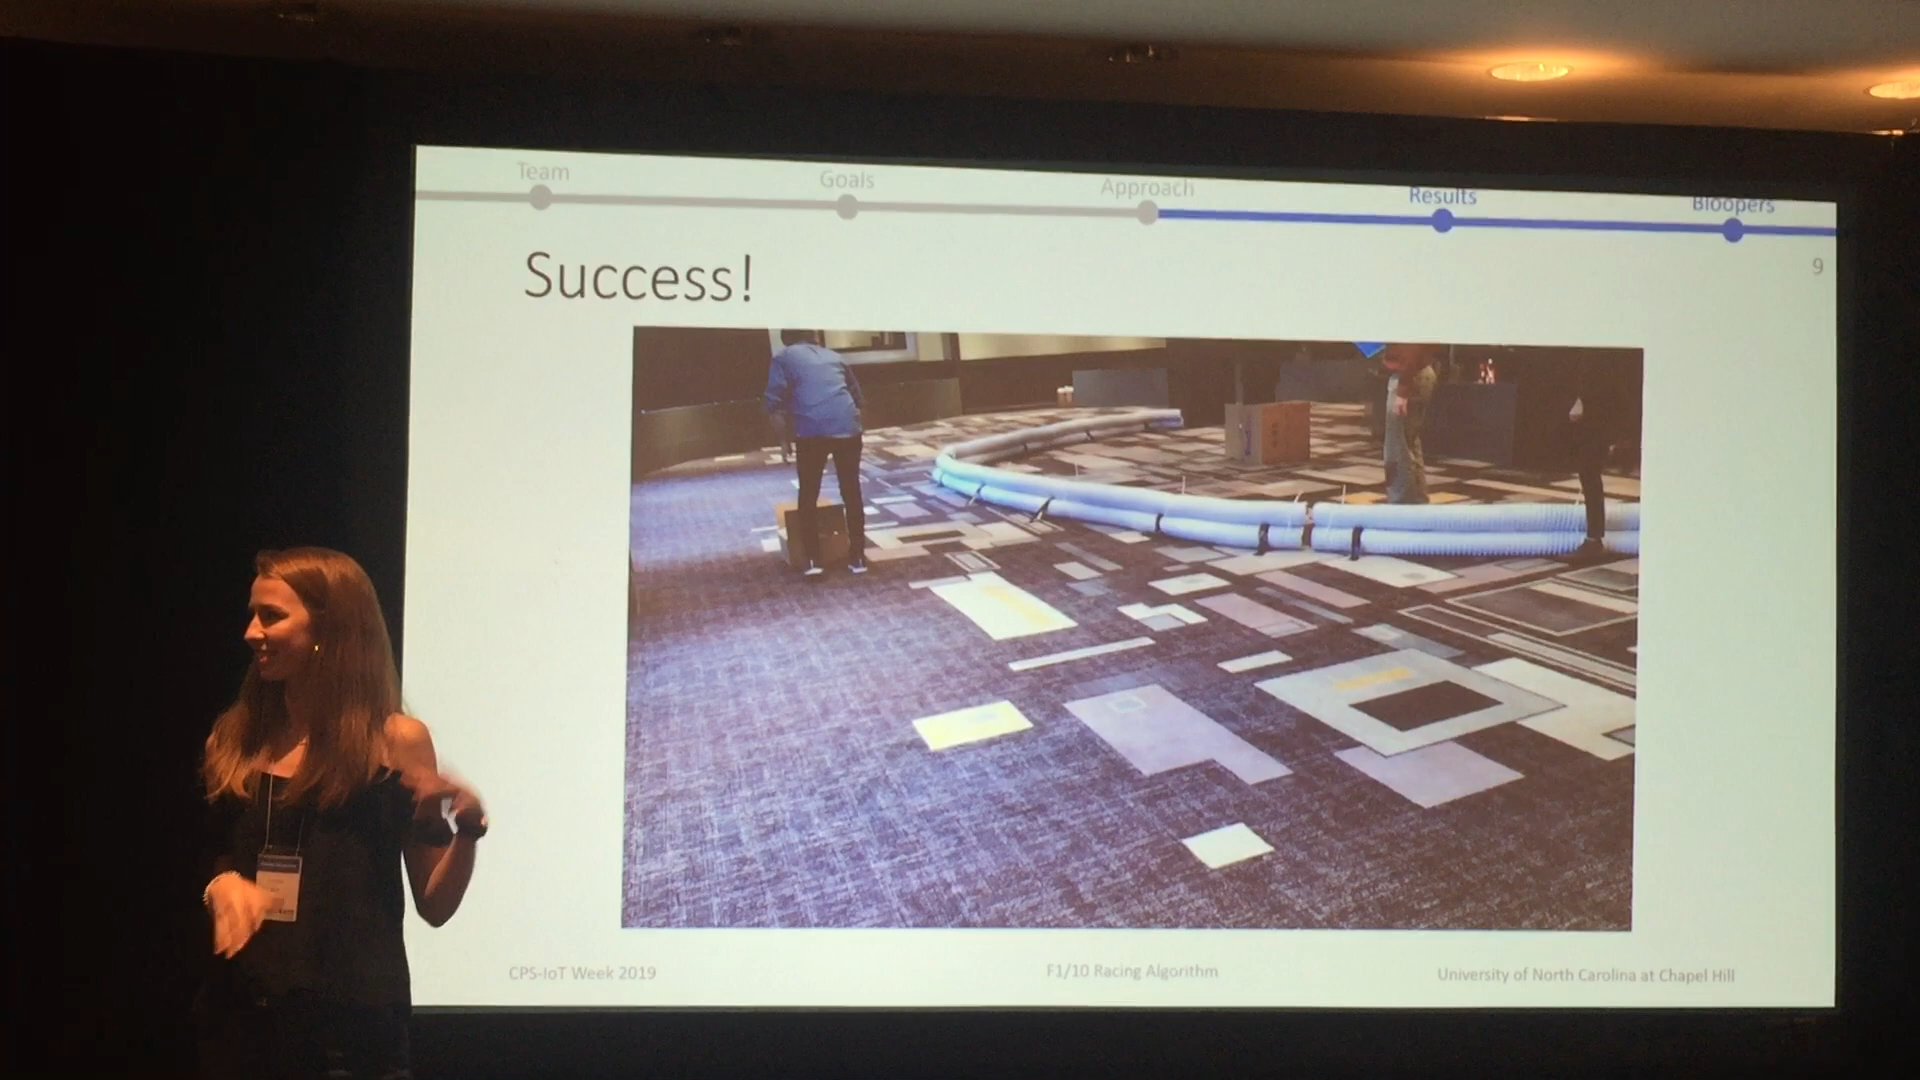 Team
Goals
Approach
Results
Bloopers
9
Success!
CPS-IoT Week 2019
F1/10 Racing Algorithm
University of North Carolina at Chapel Hill